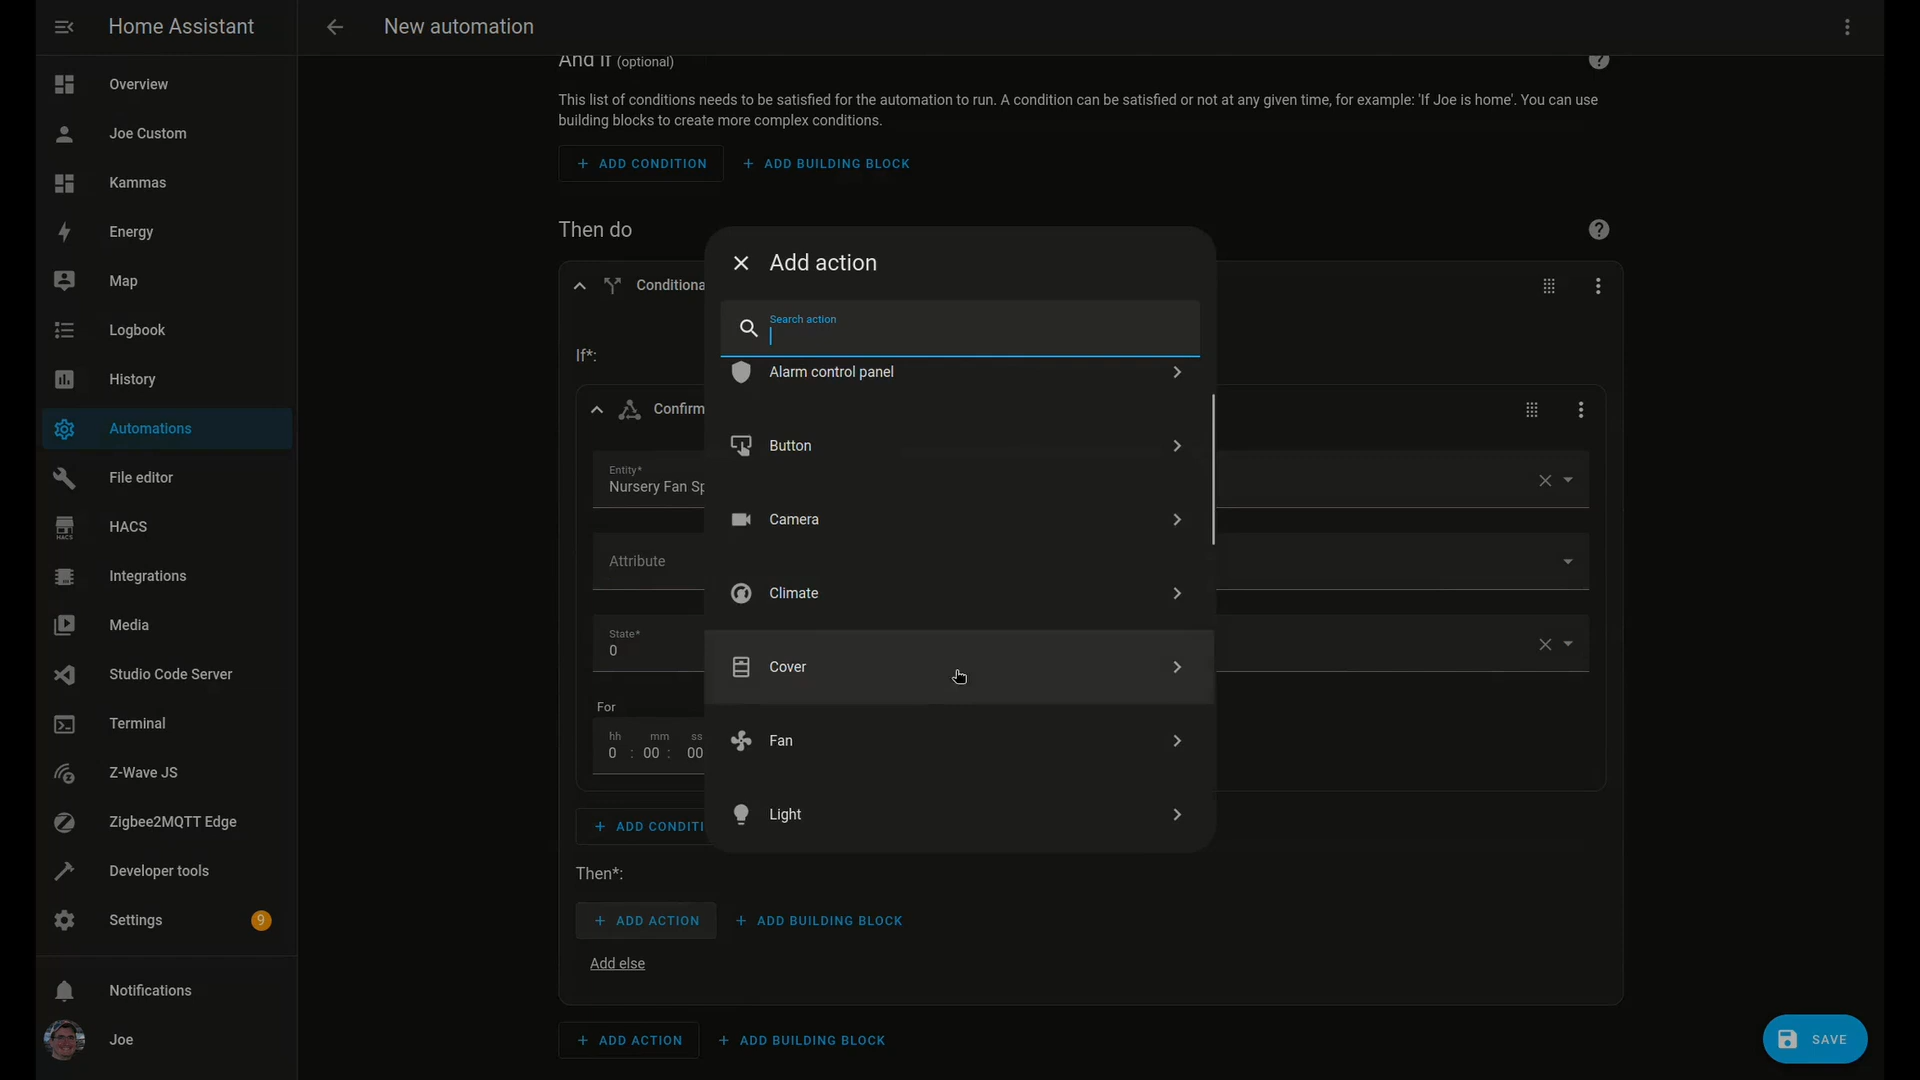 Home Assistant
New automation
Overview
Joe Custom
Kammas
Energy
Map
Logbook
History
Automations
File editor
HACS
HACS
Integrations
Media
Studio Code Server
Terminal
Z-Wave JS
Zigbee2MQTT Edge
Developer tools
Settings
9
Notifications
Joe
And if (optional)
This list of conditions needs to be satisfied for the automation to run. A condition can be satisfied or not at any given time, for example: 'If Joe is home'. You can use
building blocks to create more complex conditions.
+ ADD CONDITION
+ ADD BUILDING BLOCK
Then do
Conditiona
If*:
Confirm
Entity*
Nursery Fan Sp
Attribute
State*
0
For
hh mm ss
0 : 00 : 00
+ ADD CONDITI
Then*:
+ ADD ACTION
+ ADD BUILDING BLOCK
Add else
+ ADD ACTION
+ ADD BUILDING BLOCK
Add action
Search action
Alarm control panel
Button
Camera
Climate
Cover
Fan
Light
SAVE